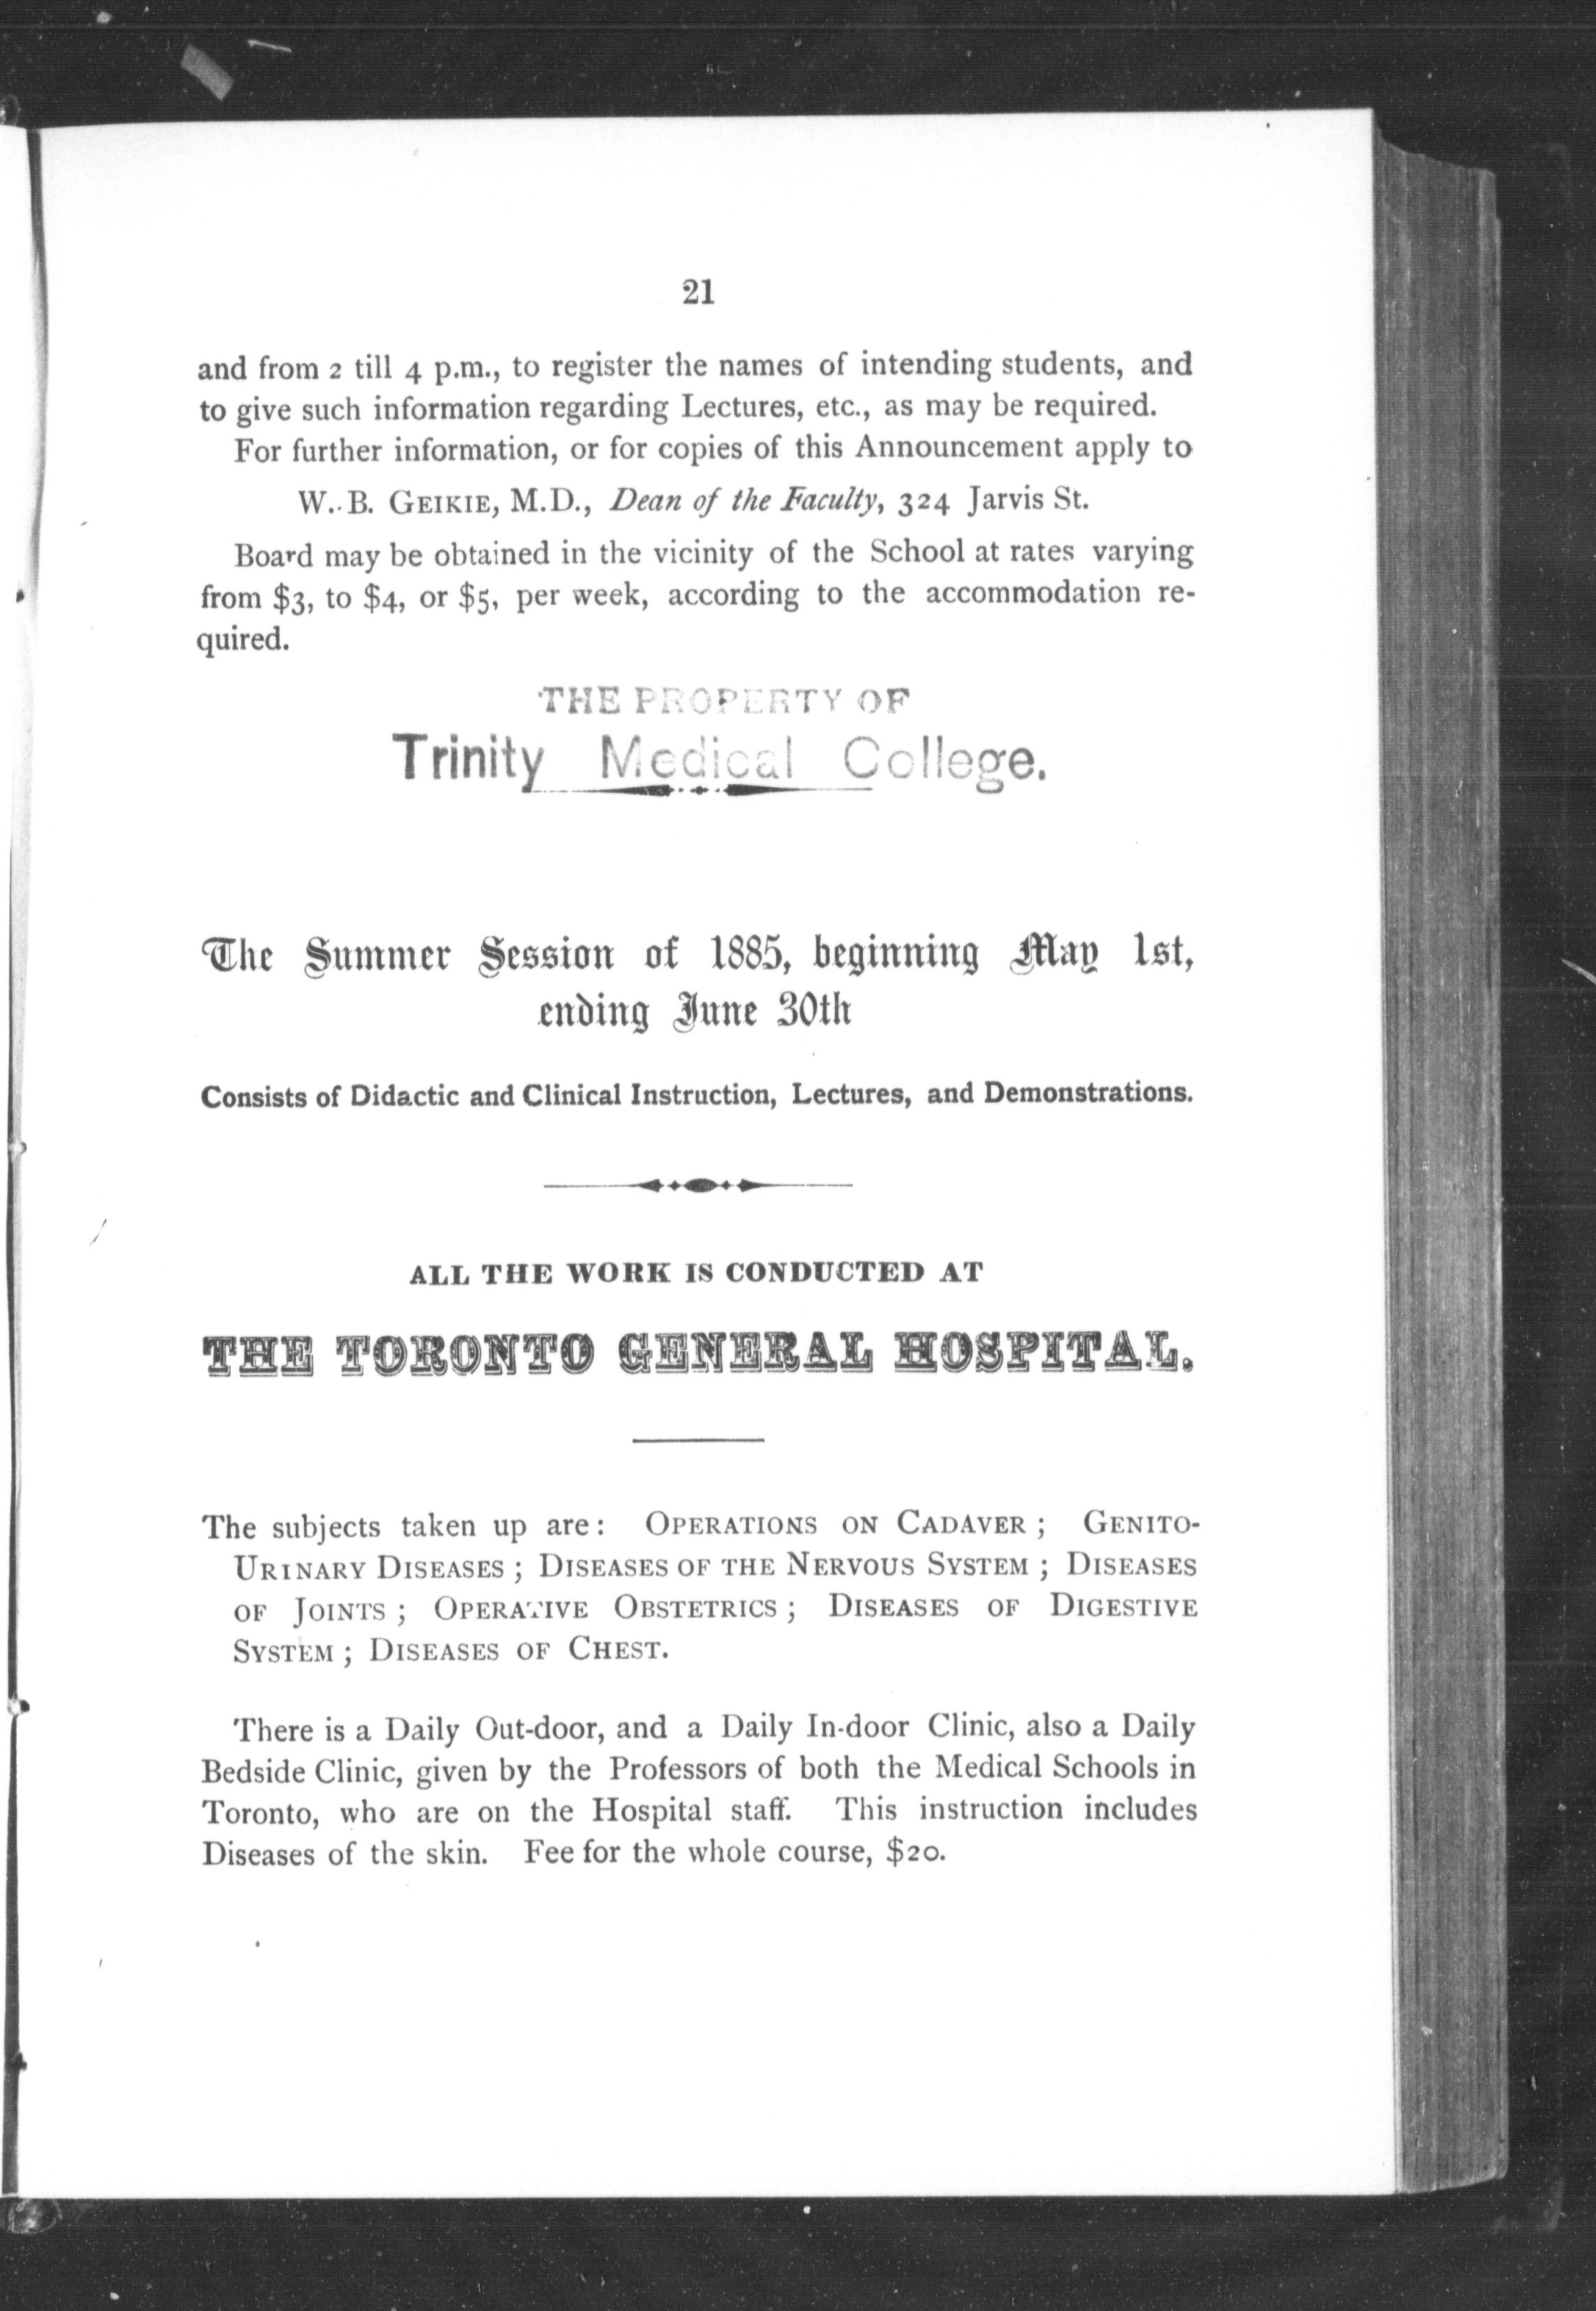 21
and from 2 till 4 p.m., to register the names of intending students, and
to give such information regarding Lectures, etc., as may be required.
For further information, or for copies of this Announcement apply to
W. B. GEIKIE, M.D., Dean of the Faculty, 324 Jarvis St.
Board may be obtained in the vicinity of the School at rates varying
from $3, to $4, or $5, per week, according to the accommodation re-
quired.
THE PROPERTY OF
Trinity Medical College.
The Summer Session of 1885, beginning May 1st,
ending June 30th
Consists of Didactic and Clinical Instruction, Lectures, and Demonstrations.
ALL THE WORK IS CONDUCTED AT
THE TORONTO GENERAL HOSPITAL.
The subjects taken up are: OPERATIONS ON CADAVER; GENITO-
URINARY DISEASES; DISEASES OF THE NERVOUS SYSTEM; DISEASES
OF JOINTS; OPERATIVE OBSTETRICS; DISEASES OF DIGESTIVE
SYSTEM; DISEASES OF CHEST.
There is a Daily Out-door, and a Daily In-door Clinic, also a Daily
Bedside Clinic, given by the Professors of both the Medical Schools in
Toronto, who are on the Hospital staff. This instruction includes
Diseases of the skin. Fee for the whole course, $20.